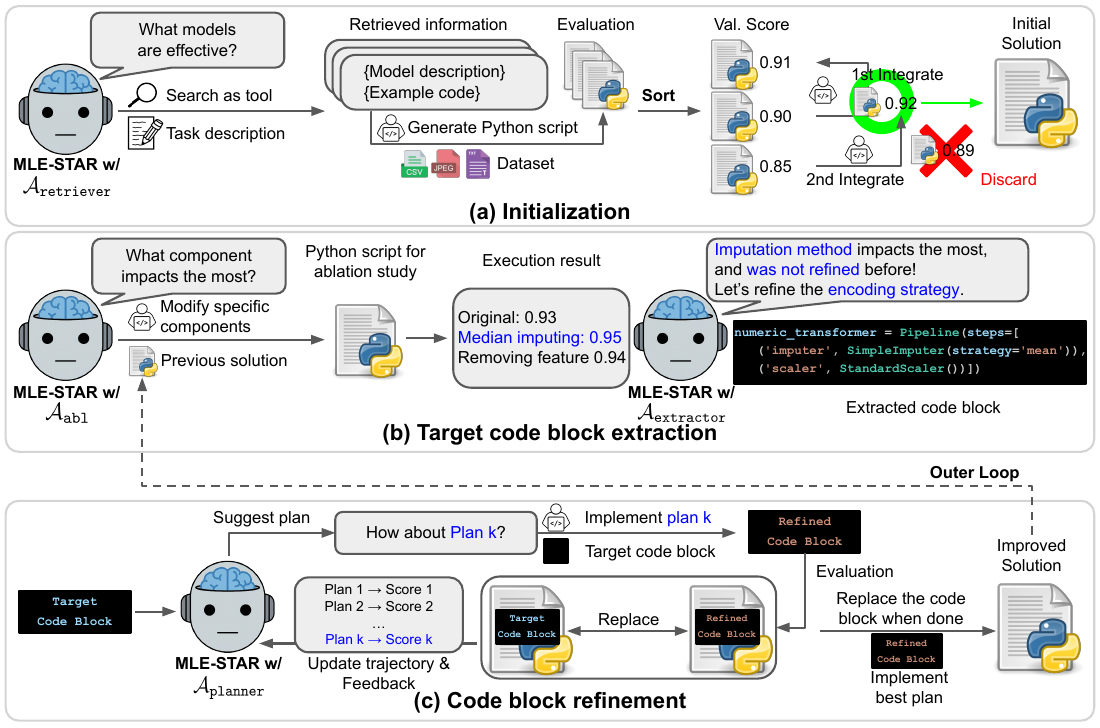 What models
are effective?
MLE-STAR w/
𝒜retriever
Search as tool
Task description
Retrieved information
{Model description}
{Example code}
Generate Python script
CSV
JPEG
TXT
Dataset
Evaluation
Sort
Val. Score
0.91
0.90
0.85
1st Integrate
0.92
2nd Integrate
0.89
Discard
Initial
Solution
(a) Initialization
What component
impacts the most?
MLE-STAR w/
𝒜abl
Modify specific
components
Previous solution
Python script for
ablation study
Execution result
Original: 0.93
Median imputing: 0.95
Removing feature 0.94
MLE-STAR w/
𝒜extractor
Imputation method impacts the most,
and was not refined before!
Let's refine the encoding strategy.
numeric_transformer = Pipeline(steps=[
('imputer', SimpleImputer(strategy='mean')),
('scaler', StandardScaler())])
Extracted code block
(b) Target code block extraction
Outer Loop
Target
Code Block
MLE-STAR w/
𝒜planner
Suggest plan
How about Plan k?
Implement plan k
Target code block
Refined
Code Block
Evaluation
Plan 1 → Score 1
Plan 2 → Score 2
...
Plan k → Score k
Update trajectory &
Feedback
Target
Code Block
Replace
Refined
Code Block
Replace the code
block when done
Refined
Code Block
Implement
best plan
Improved
Solution
(c) Code block refinement